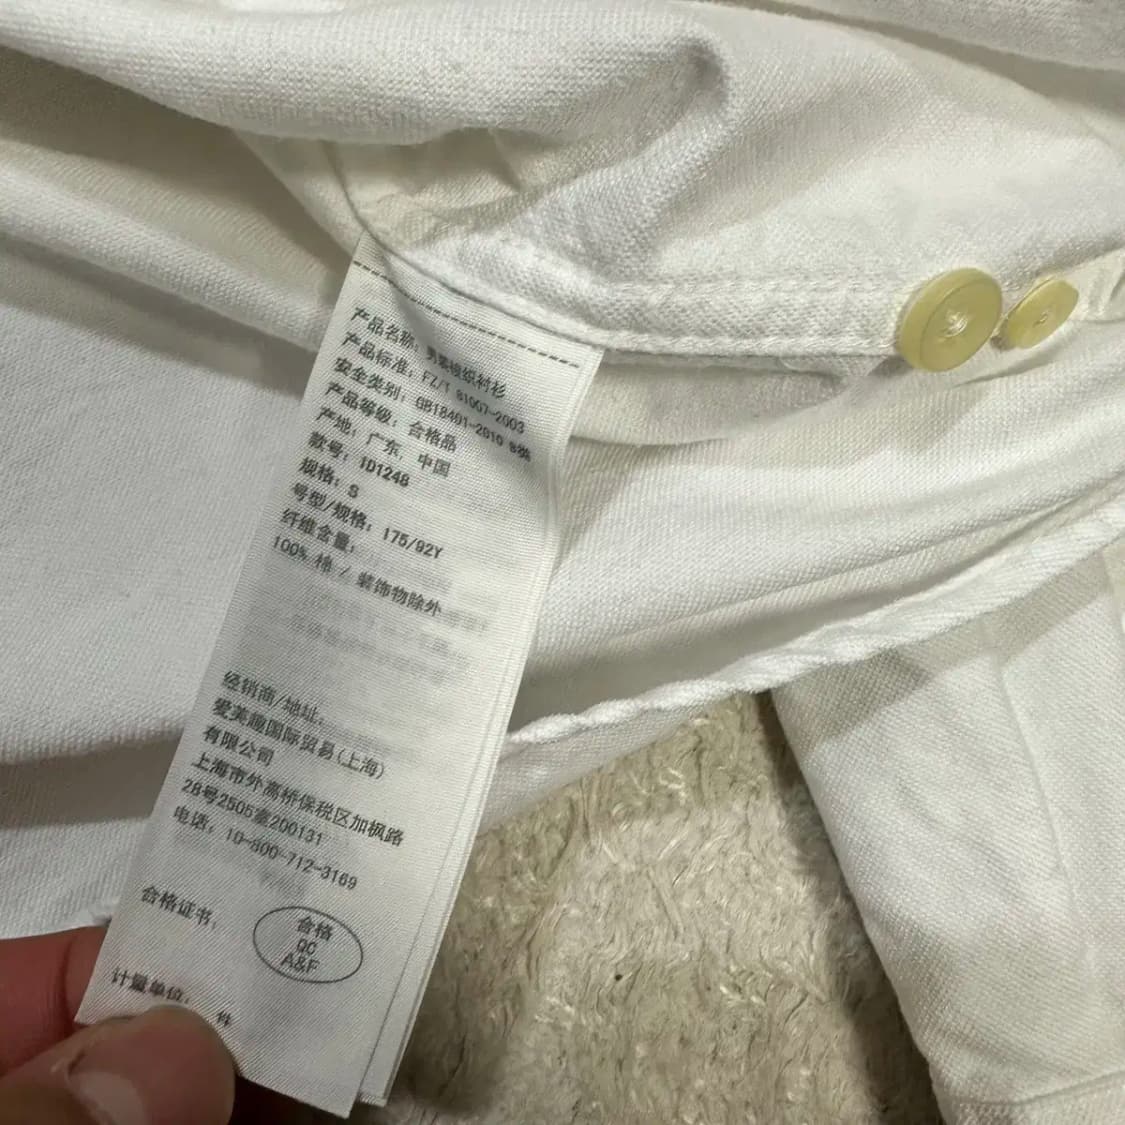 产品名称：男装梭织衬衫
产品标准：FZ/T 81007-2003
安全类别：GB18401-2010 B类
产品等级：合格品
产地：广东，中国
款号：ID1248
规格：S
号型/规格：175/92Y
纤维含量：
100% 棉 / 装饰物除外
经销商/地址：
爱芙趣国际贸易(上海)
有限公司
上海市外高桥保税区加枫路
28号2505室200131
电话：10-800-712-3169
合格证书：
合格
QC
A&F
计量单位：
件